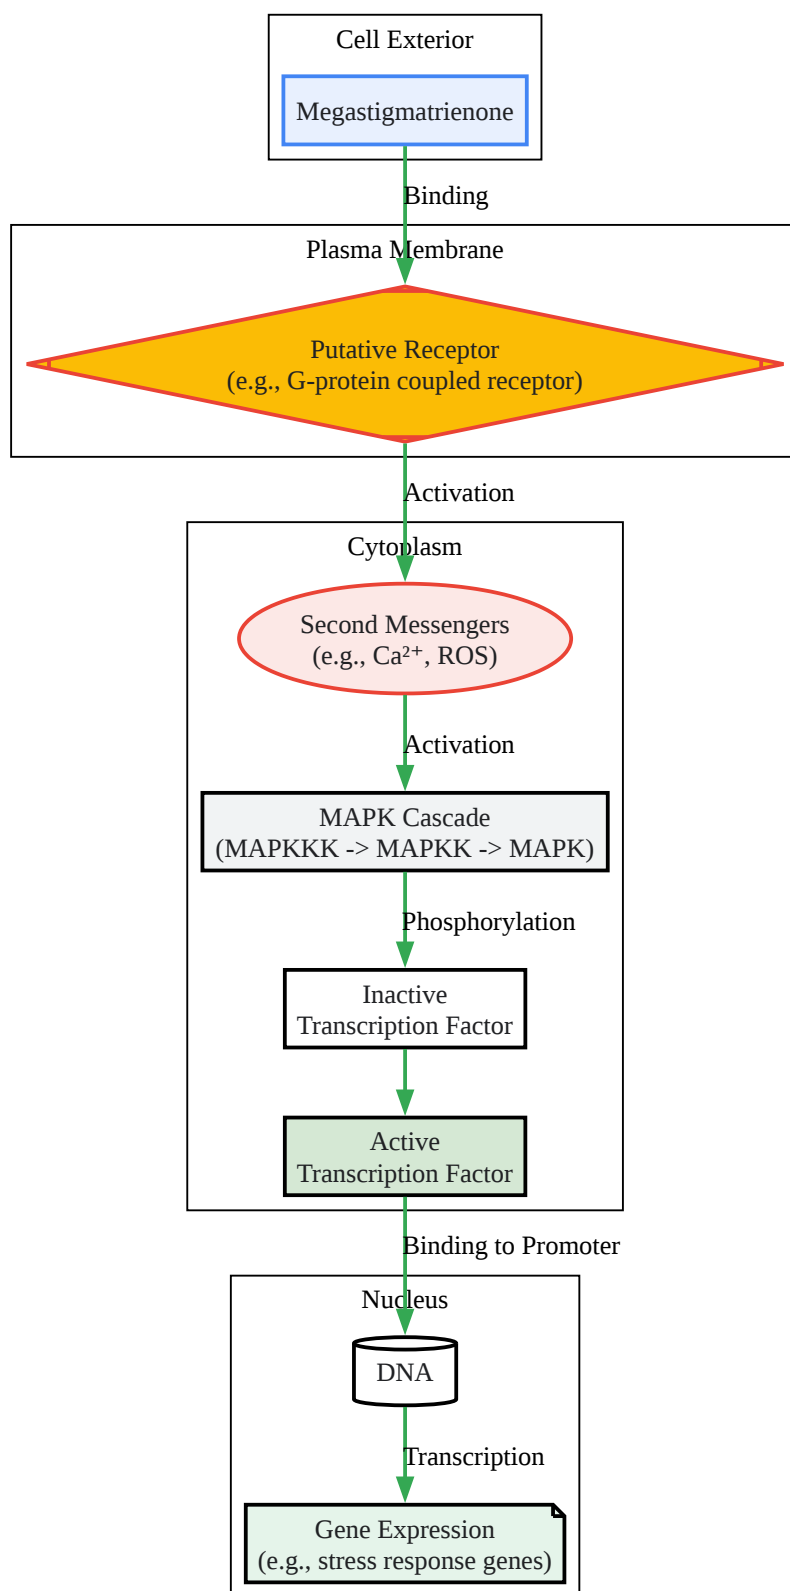 Cell Exterior
Megastigmatrienone
Binding
Plasma Membrane
Putative Receptor
(e.g., G-protein coupled receptor)
Activation
Cytoplasm
Second Messengers
(e.g., Ca²⁺, ROS)
Activation
MAPK Cascade
(MAPKKK -> MAPKK -> MAPK)
Phosphorylation
Inactive
Transcription Factor
Active
Transcription Factor
Binding to Promoter
Nucleus
DNA
Transcription
Gene Expression
(e.g., stress response genes)